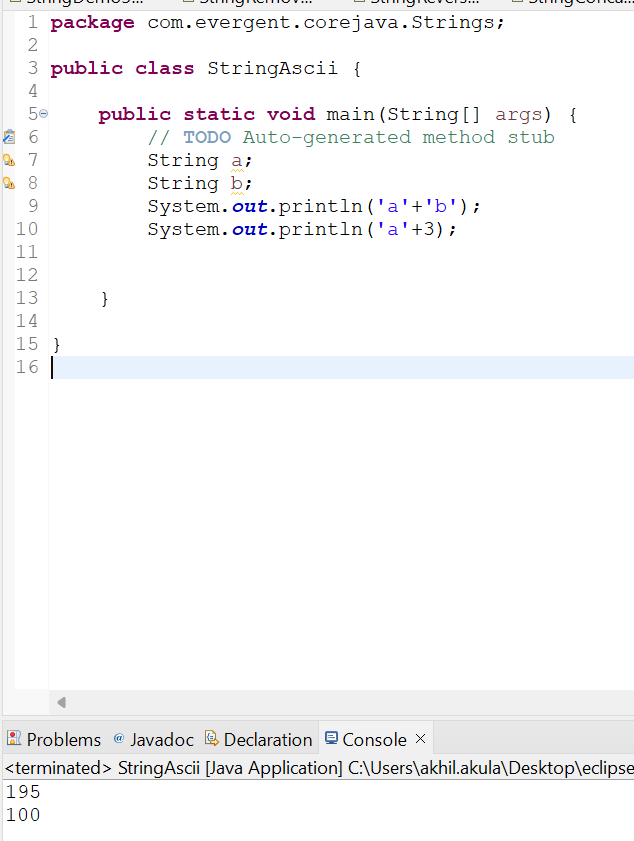 package com.evergent.corejava.Strings;
public class StringAscii {
public static void main(String[] args) {
// TODO Auto-generated method stub
String a;
String b;
System.out.println('a'+'b');
System.out.println('a'+3);
}
}
1
2
3
4
5
6
7
8
9
10
11
12
13
14
15
16
Problems @ Javadoc Declaration Console
<terminated> StringAscii [Java Application] C:\Users\akhil.akula\Desktop\eclipse
195
100